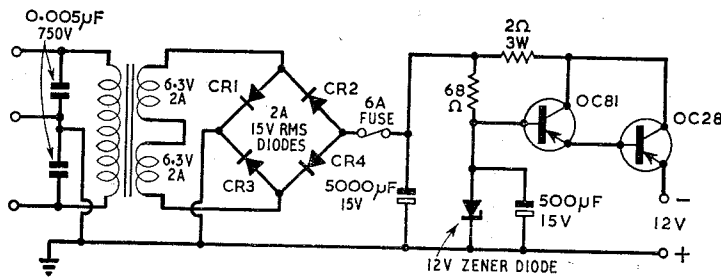 0.005µF
750V
6.3V
2A
6.3V
2A
CR1
CR2
2A
15V RMS
DIODES
CR3
CR4
6A
FUSE
5000µF
15V
2Ω
3W
68
Ω
OC81
OC28
500µF
15V
12V ZENER DIODE
−
12V
+